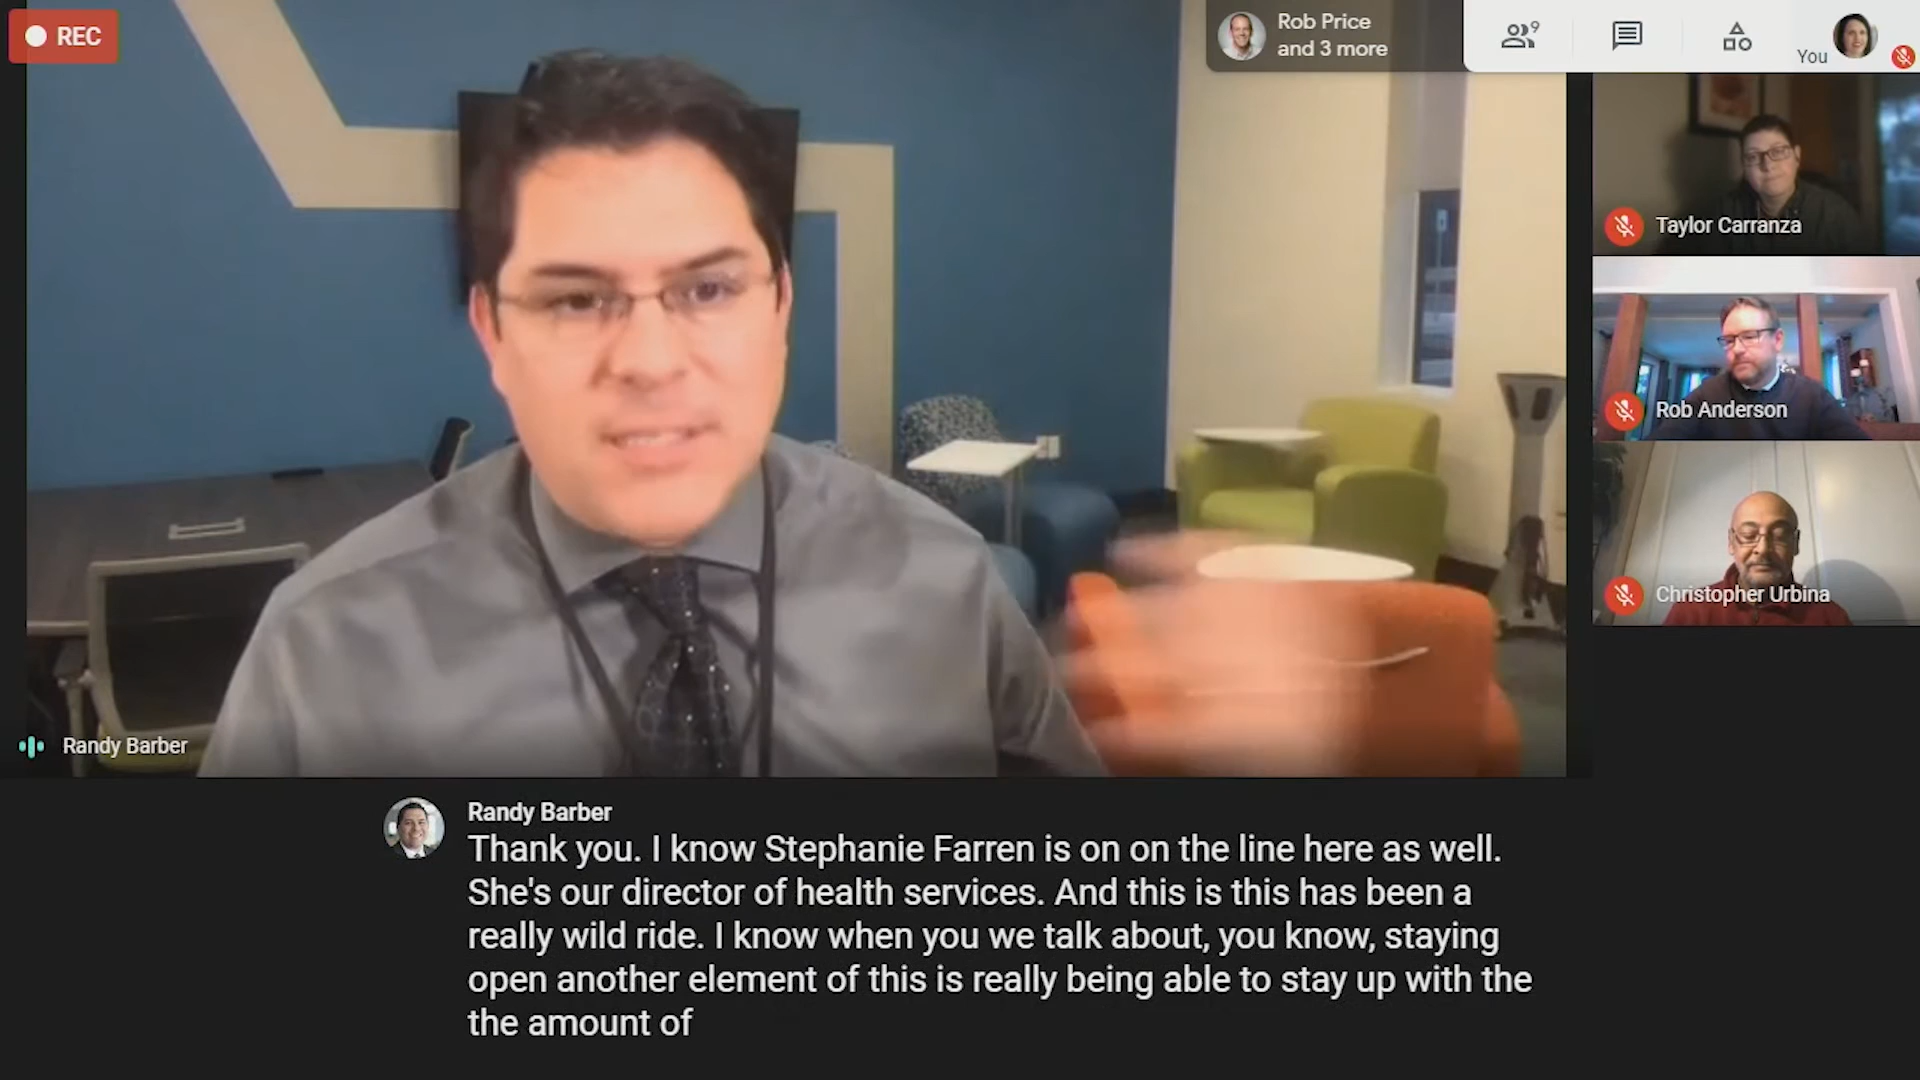 REC
Rob Price
and 3 more
9
You
Taylor Carranza
Rob Anderson
Christopher Urbina
Randy Barber
Randy Barber
Thank you. I know Stephanie Farren is on on the line here as well.
She's our director of health services. And this is this has been a
really wild ride. I know when you we talk about, you know, staying
open another element of this is really being able to stay up with the
the amount of